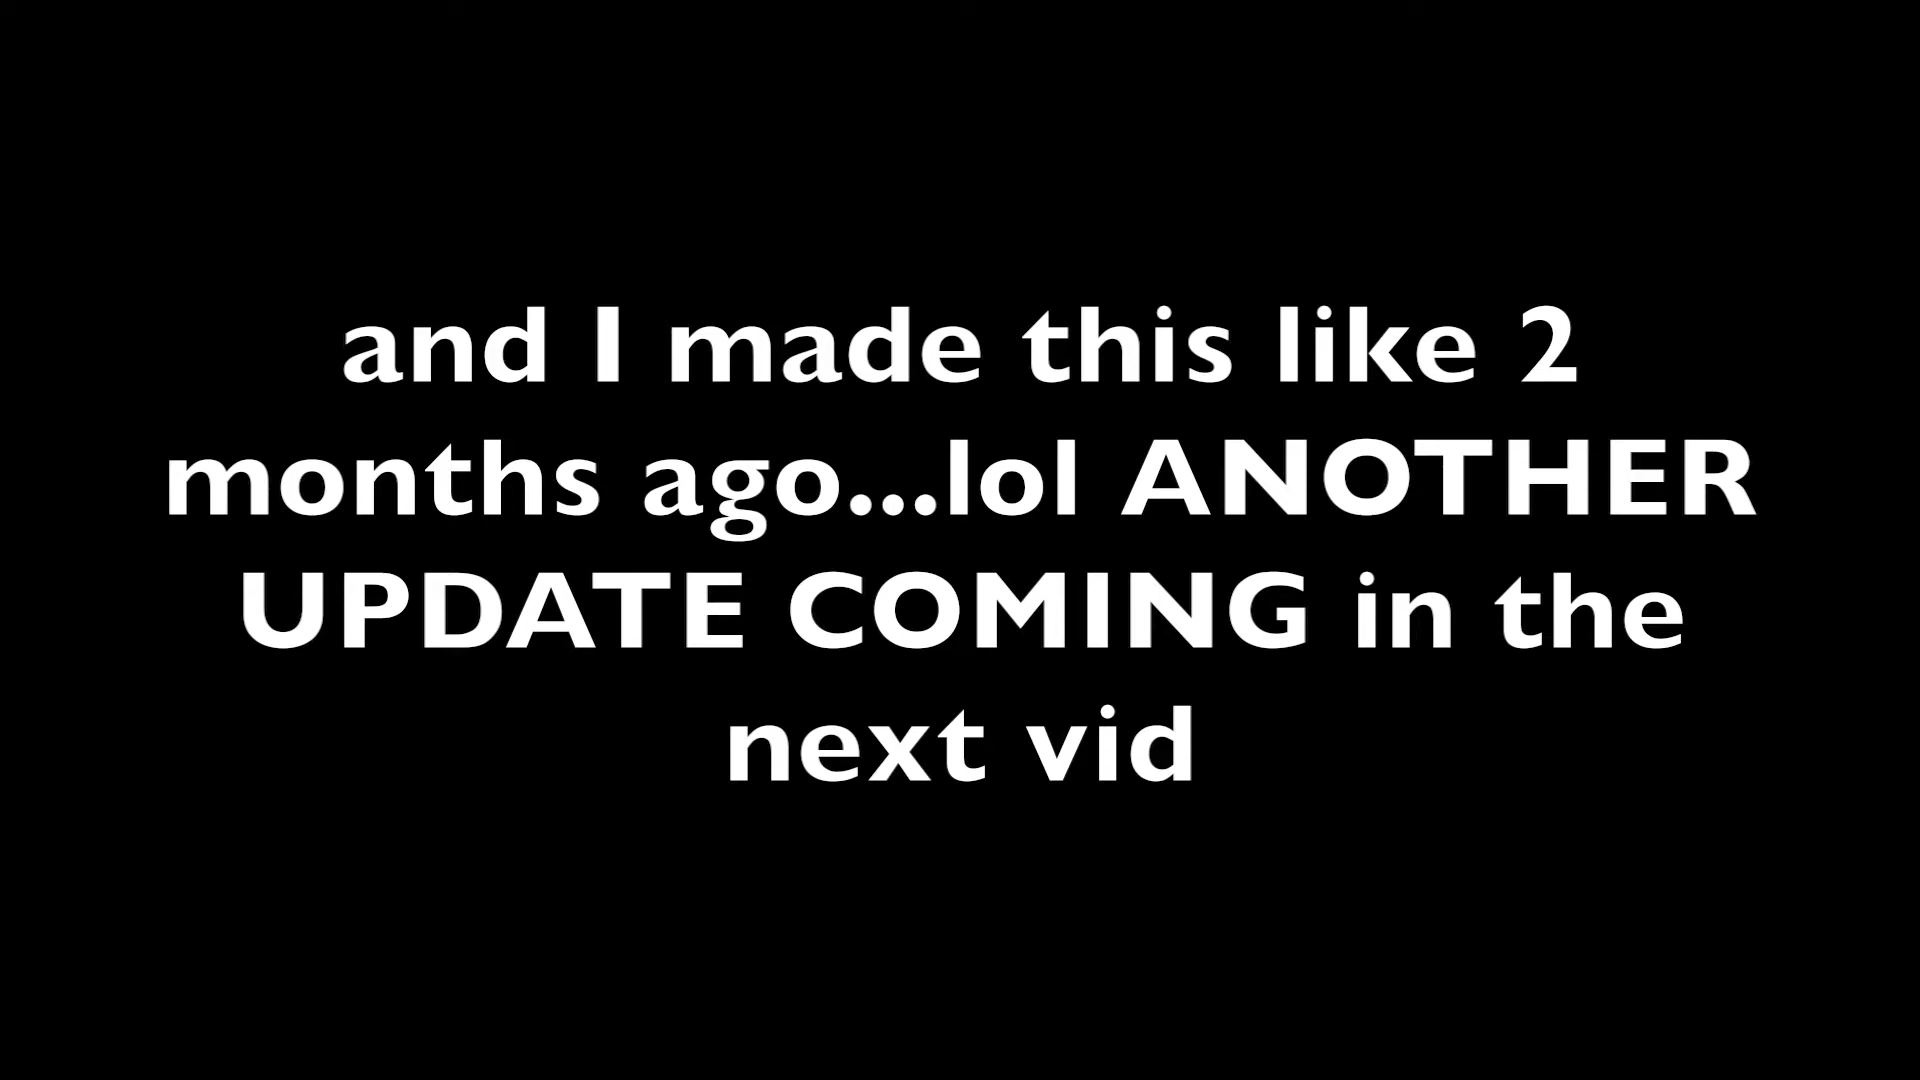 and I made this like 2
months ago...lol ANOTHER
UPDATE COMING in the
next vid